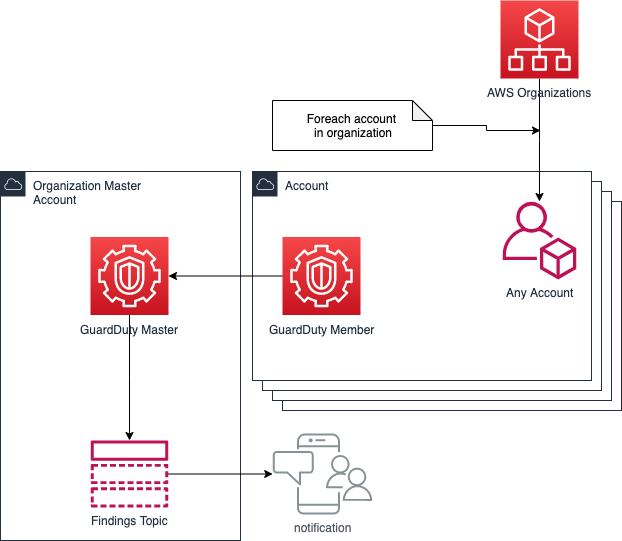 AWS Organizations
Foreach account
in organization
Organization Master
Account
Account
Any Account
GuardDuty Master
GuardDuty Member
Findings Topic
notification